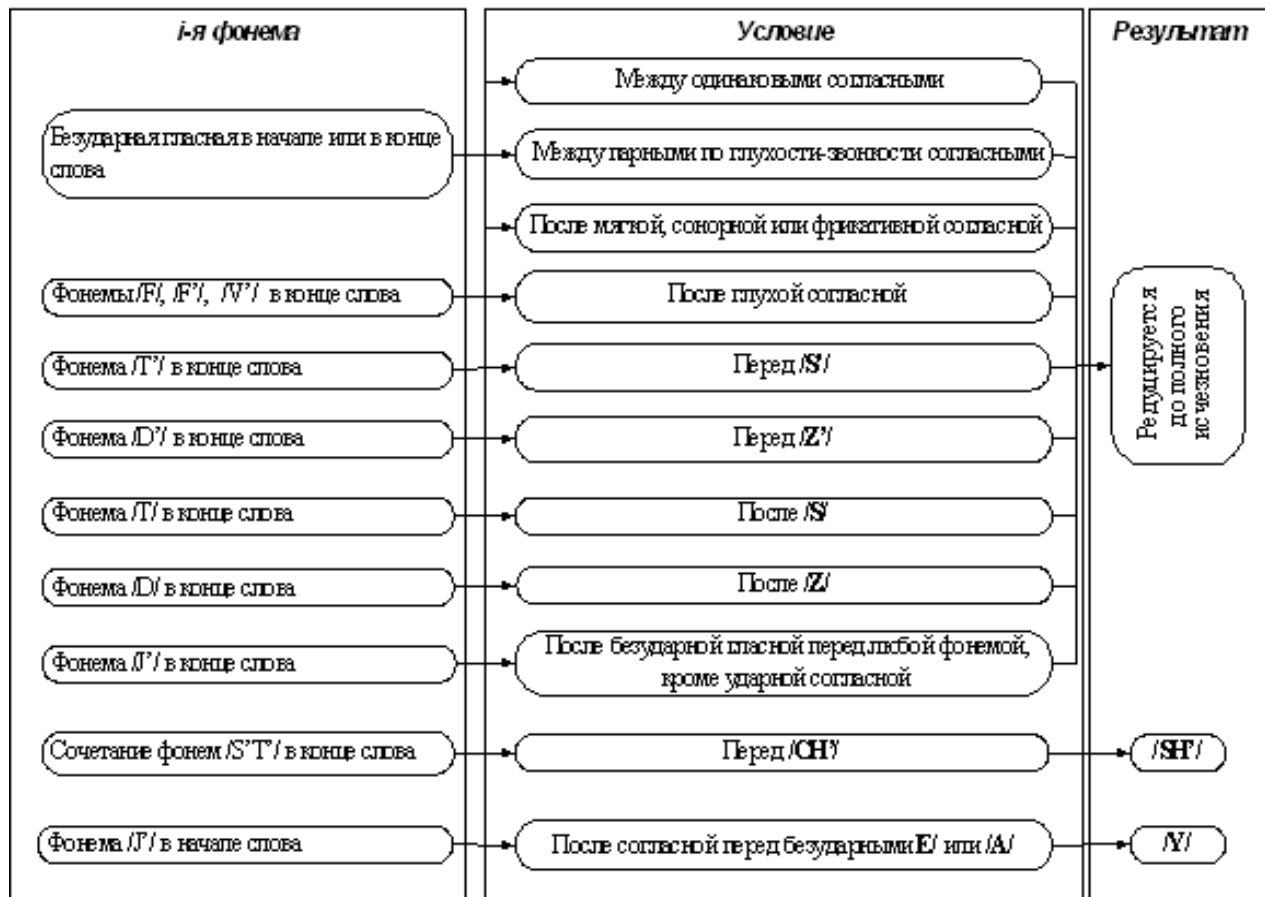 i-я фонема
Условие
Результат
Между одинаковыми согласными
Безударная гласная в начале или в конце
слова
Между парными по глухости-звонкости согласными
После мягкой, сонорной или фрикативной согласной
Фонемы /F/, /F’/, /V’/ в конце слова
После глухой согласной
Редуцируется
до полного
исчезновения
Фонема /T’/ в конце слова
Перед /S’/
Фонема /D’/ в конце слова
Перед /Z’/
Фонема /T/ в конце слова
После /S/
Фонема /D/ в конце слова
После /Z/
Фонема /J’/ в конце слова
После безударной гласной перед любой фонемой,
кроме ударной согласной
Сочетание фонем /S’T’/ в конце слова
Перед /CH’/
/SH’/
Фонема /J’/ в начале слова
После согласной перед безударными E/ или /A/
/Y/